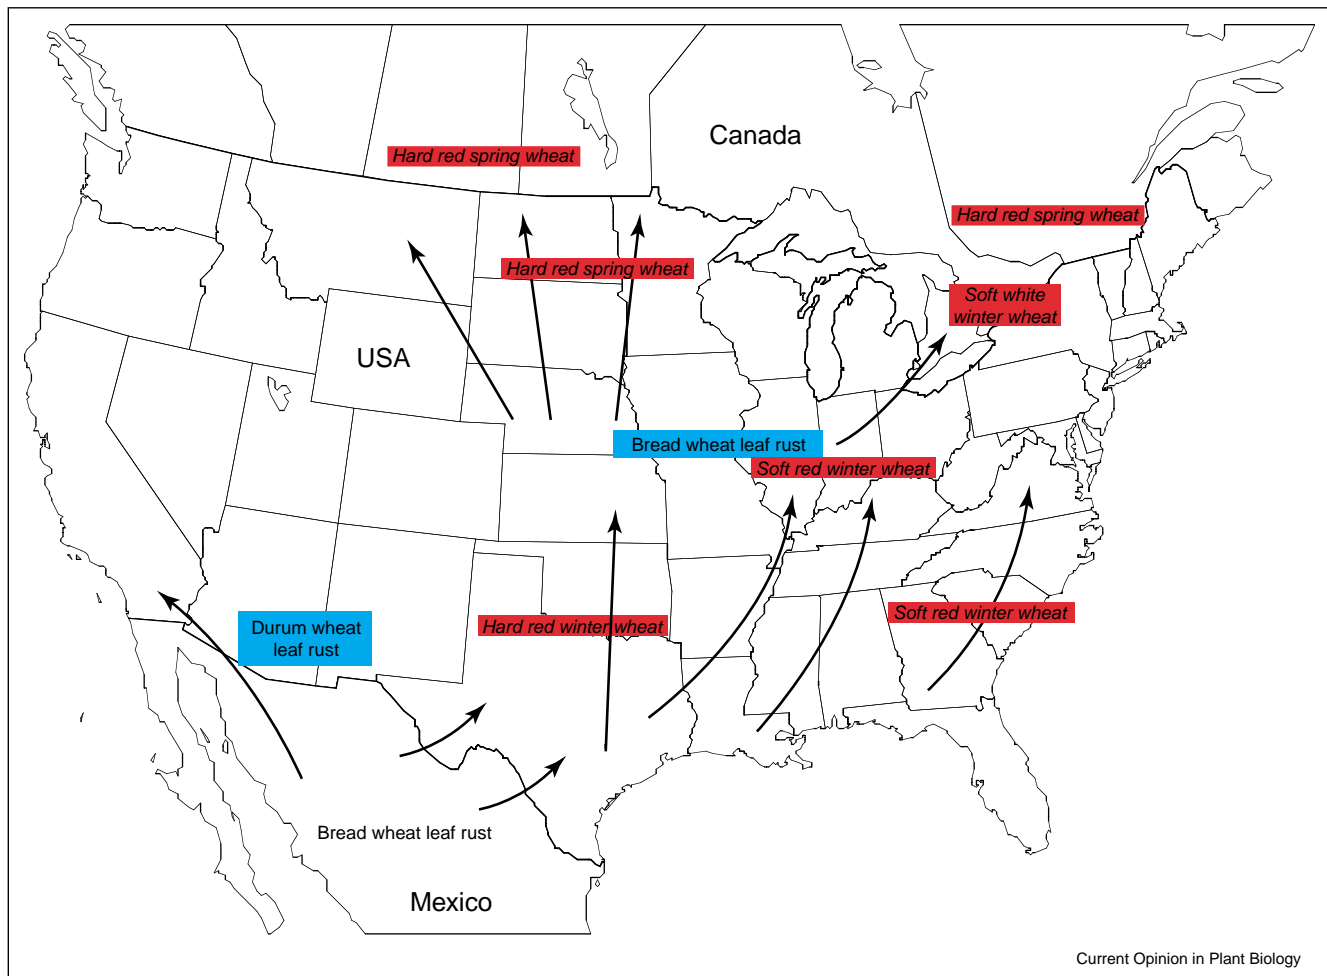 Canada
Hard red spring wheat
Hard red spring wheat
Hard red spring wheat
Soft white
winter wheat
USA
Bread wheat leaf rust
Soft red winter wheat
Durum wheat
leaf rust
Hard red winter wheat
Soft red winter wheat
Bread wheat leaf rust
Mexico
Current Opinion in Plant Biology